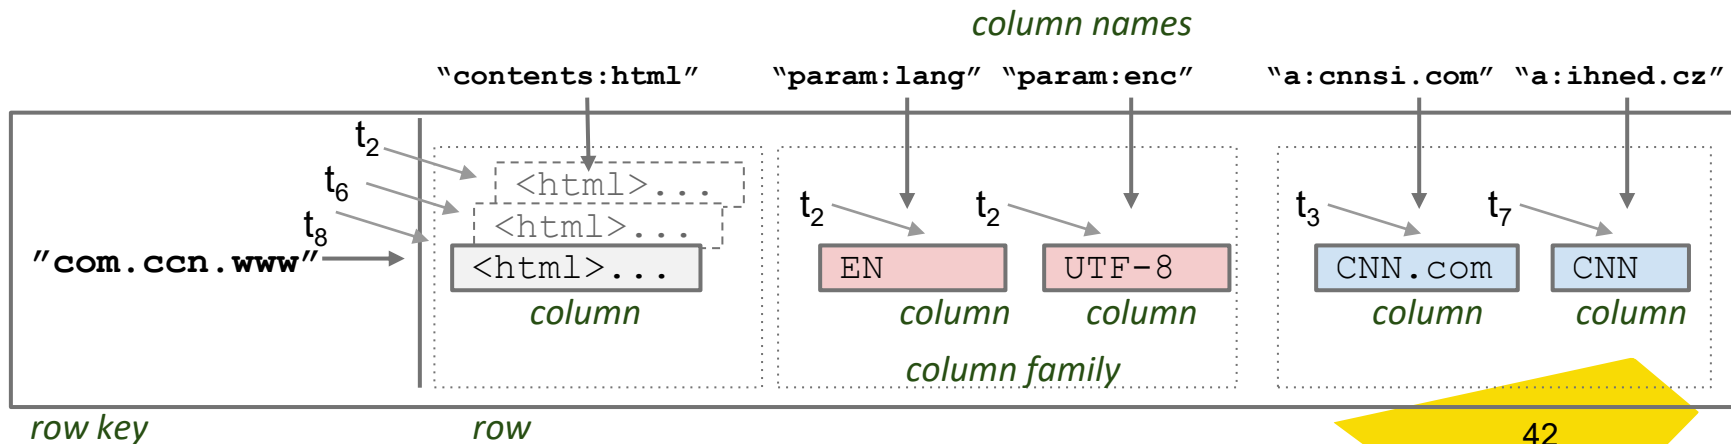 column names
“contents:html” “param:lang” “param:enc” “a:cnnsi.com” “a:ihned.cz”
t2 <html>...
t6 <html>...
t8 <html>...
”com.ccn.www”
t2 EN t2 UTF-8 t3 CNN.com t7 CNN
column column column column column
column family
row key row
42